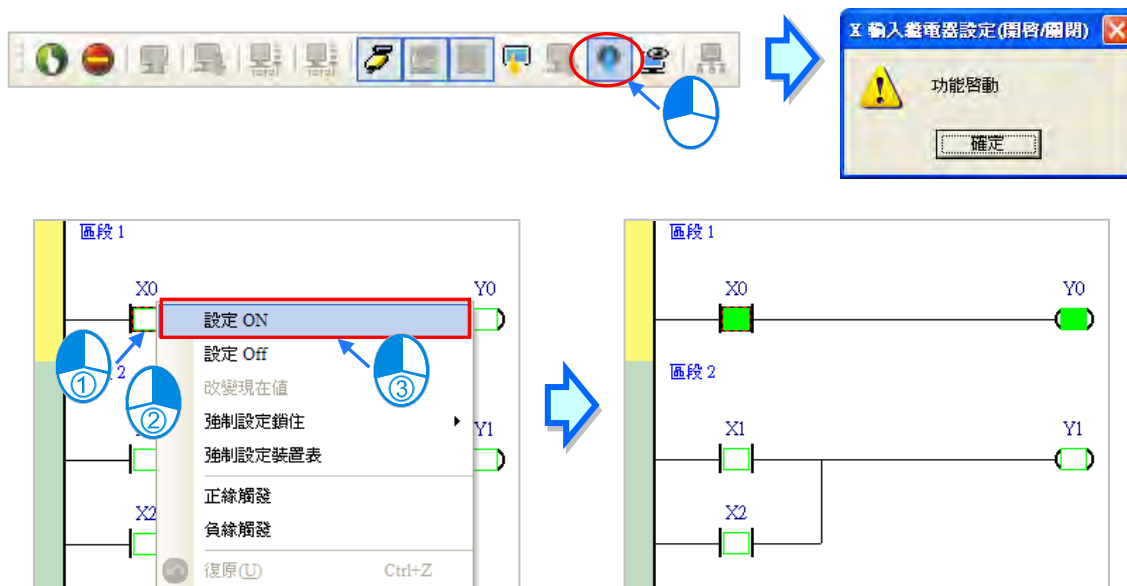 X 輸入繼電器設定(開啓/關閉)
功能啓動
確定
區段 1
X0
Y0
設定 ON
設定 Off
2
改變現在值
強制設定鎖住
Y1
強制設定裝置表
正緣觸發
X2
負緣觸發
復原(U) Ctrl+Z
①
②
③
區段 1
X0
Y0
區段 2
X1
Y1
X2